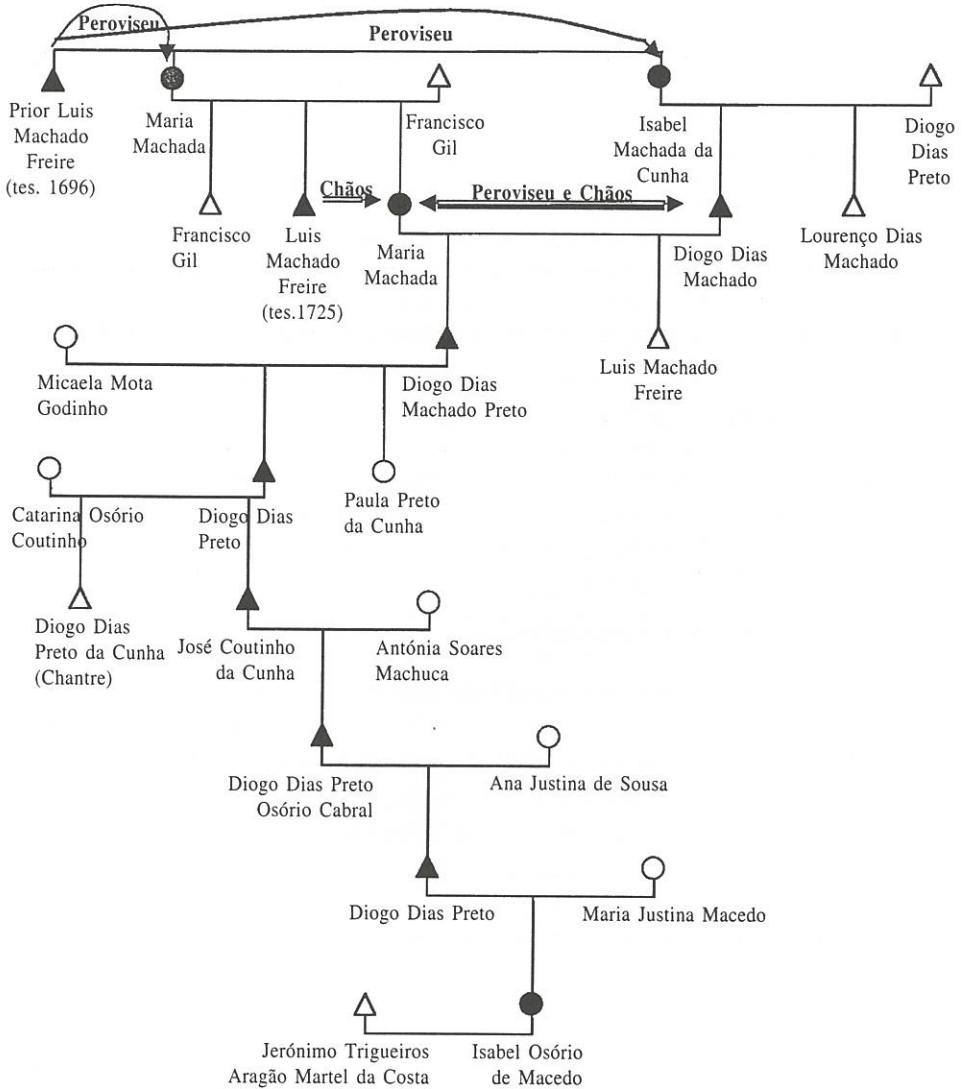 Peroviseu
Peroviseu
Prior Luis
Machado
Freire
(tes. 1696)
Maria
Machada
Francisco
Gil
Isabel
Machada da
Cunha
Diogo
Dias
Preto
Chãos
Peroviseu e Chãos
Francisco
Gil
Luis
Machado
Freire
(tes.1725)
Maria
Machada
Diogo Dias
Machado
Lourenço Dias
Machado
Micaela Mota
Godinho
Diogo Dias
Machado Preto
Luis Machado
Freire
Catarina Osório
Coutinho
Diogo Dias
Preto
Paula Preto
da Cunha
Diogo Dias
Preto da Cunha
(Chantre)
José Coutinho
da Cunha
Antónia Soares
Machuca
Diogo Dias Preto
Osório Cabral
Ana Justina de Sousa
Diogo Dias Preto
Maria Justina Macedo
Jerónimo Trigueiros
Aragão Martel da Costa
Isabel Osório
de Macedo